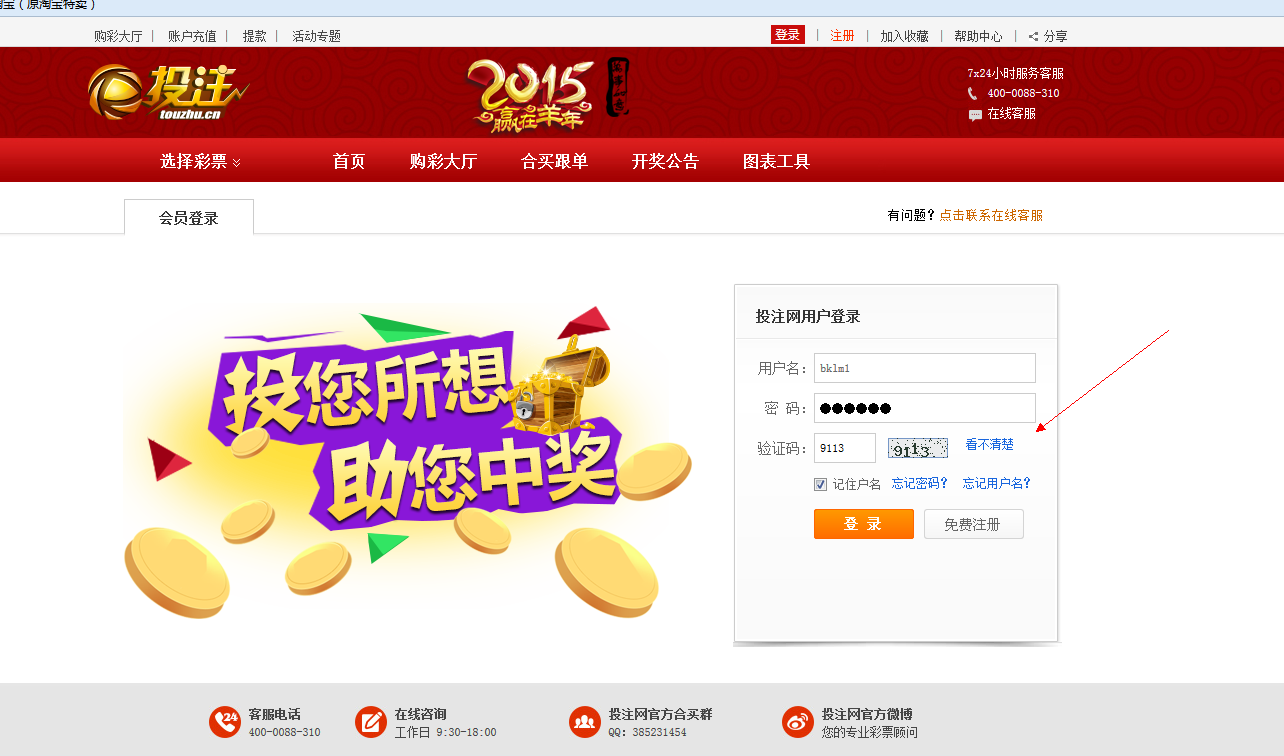 淘宝（原淘宝特卖）
购彩大厅 | 账户充值 | 提款 | 活动专题
登录 | 注册 | 加入收藏 | 帮助中心 | 分享
投注
touzhu.cn
2015
赢在羊年
7x24小时服务客服
400-0088-310
在线客服
选择彩票 首页 购彩大厅 合买跟单 开奖公告 图表工具
会员登录
有问题？点击联系在线客服
投您所想
助您中奖
投注网用户登录
用户名： bklm1
密 码： ●●●●●●
验证码： 9113 9113 看不清楚
记住户名 忘记密码? 忘记用户名?
登 录 免费注册
客服电话
400-0088-310
在线咨询
工作日 9:30-18:00
投注网官方合买群
QQ: 385231454
投注网官方微博
您的专业彩票顾问
24